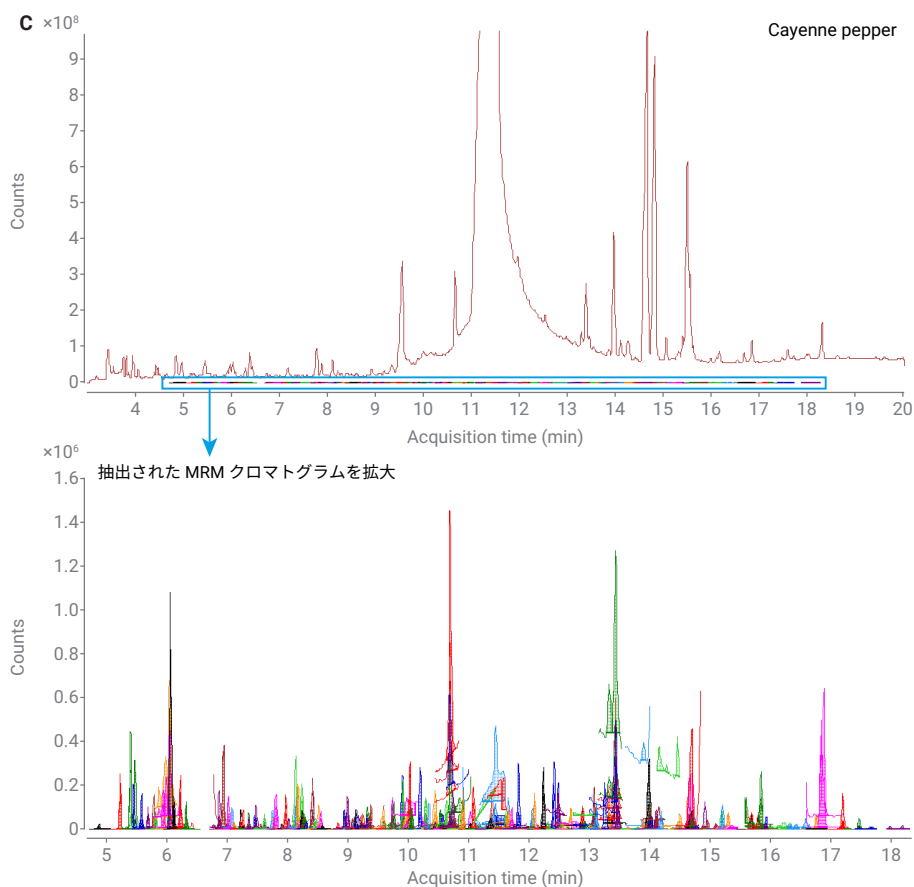 C ×10⁸
Cayenne pepper
9
8
7
6
5
4
3
2
1
0
Counts
3 4 5 6 7 8 9 10 11 12 13 14 15 16 17 18 19 20
Acquisition time (min)
×10⁶
抽出された MRM クロマトグラムを拡大
1.6
1.4
1.2
1.0
0.8
0.6
0.4
0.2
0
Counts
5 6 7 8 9 10 11 12 13 14 15 16 17 18
Acquisition time (min)